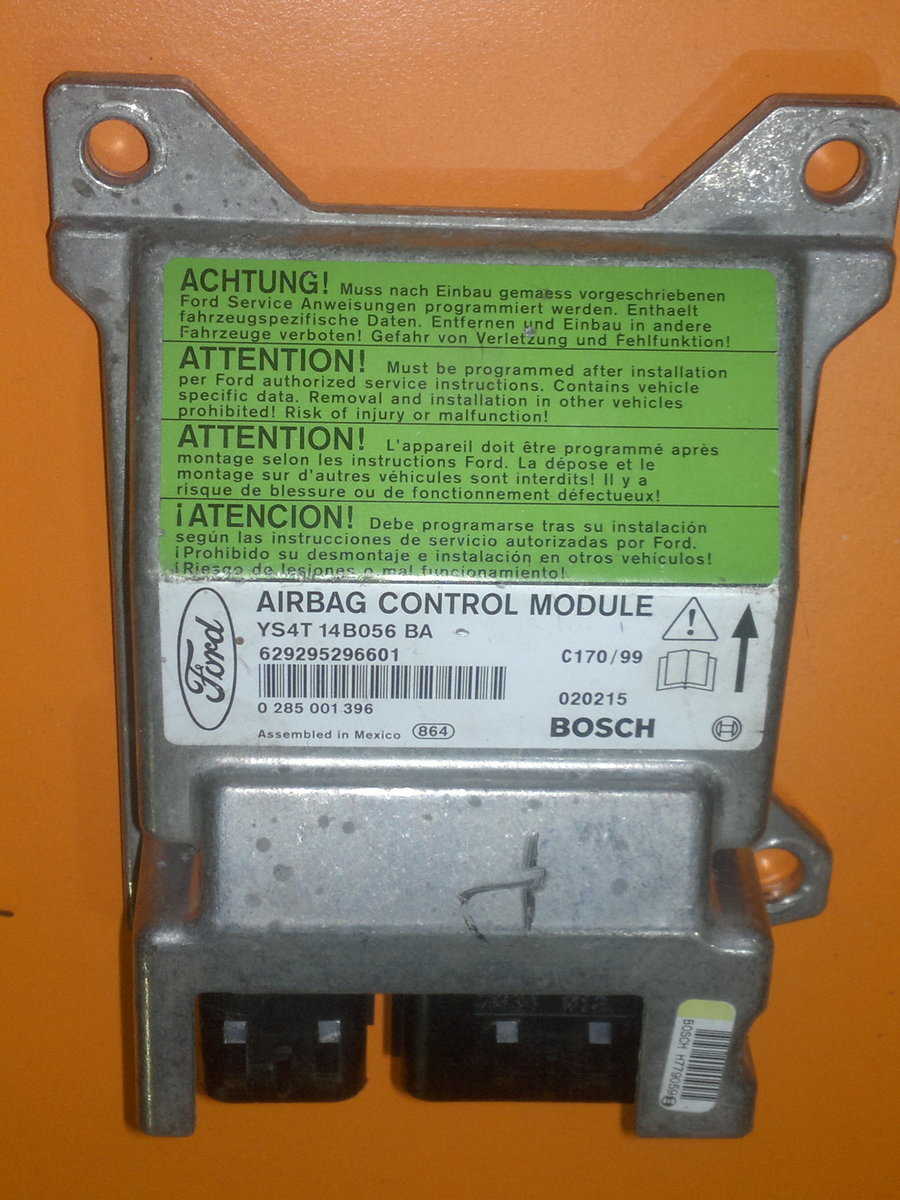 ACHTUNG! Muss nach Einbau gemaess vorgeschriebenen
Ford Service Anweisungen programmiert werden. Enthaelt
fahrzeugspezifische Daten. Entfernen und Einbau in andere
Fahrzeuge verboten! Gefahr von Verletzung und Fehlfunktion!
ATTENTION! Must be programmed after installation
per Ford authorized service instructions. Contains vehicle
specific data. Removal and installation in other vehicles
prohibited! Risk of injury or malfunction!
ATTENTION! L'appareil doit être programmé après
montage selon les instructions Ford. La dépose et le
montage sur d'autres véhicules sont interdits! Il y a
risque de blessure ou de fonctionnement défectueux!
¡ATENCION! Debe programarse tras su instalación
según las instrucciones de servicio autorizadas por Ford.
¡Prohibido su desmontaje e instalación en otros vehículos!
¡Riesgo de lesiones o mal funcionamiento!
Ford
AIRBAG CONTROL MODULE
YS4T 14B056 BA
629295296601
C170/99
020215
0 285 001 396
BOSCH
Assembled in Mexico 864
BOSCH